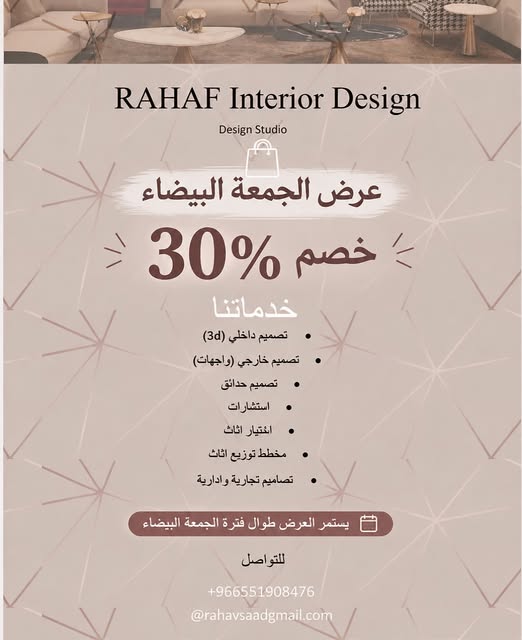 RAHAF Interior Design
Design Studio
عرض الجمعة البيضاء
خصم 30%
خدماتنا
• تصميم داخلي (3d)
• تصميم خارجي (واجهات)
• تصميم حدائق
• استشارات
• اختيار اثاث
• مخطط توزيع اثاث
• تصاميم تجارية و ادارية
يستمر العرض طوال فترة الجمعة البيضاء
للتواصل
+966551908476
@rahavsaadgmail.com